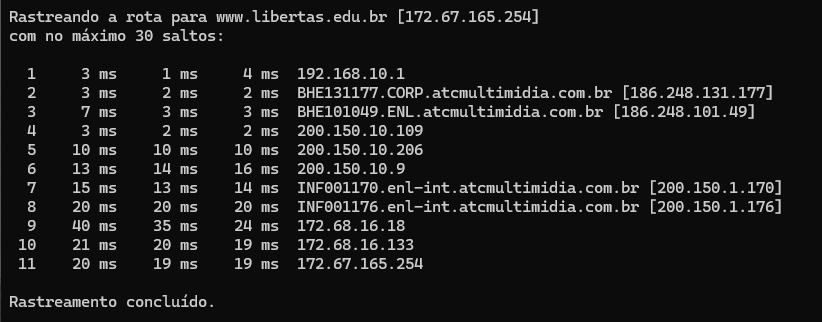 Rastreando a rota para www.libertas.edu.br [172.67.165.254]
com no máximo 30 saltos:
1 3 ms 1 ms 4 ms 192.168.10.1
2 3 ms 2 ms 2 ms BHE131177.CORP.atcmultimidia.com.br [186.248.131.177]
3 7 ms 3 ms 3 ms BHE101049.ENL.atcmultimidia.com.br [186.248.101.49]
4 3 ms 2 ms 2 ms 200.150.10.109
5 10 ms 10 ms 10 ms 200.150.10.206
6 13 ms 14 ms 16 ms 200.150.10.9
7 15 ms 13 ms 14 ms INF001170.enl-int.atcmultimidia.com.br [200.150.1.170]
8 20 ms 20 ms 20 ms INF001176.enl-int.atcmultimidia.com.br [200.150.1.176]
9 40 ms 35 ms 24 ms 172.68.16.18
10 21 ms 20 ms 19 ms 172.68.16.133
11 20 ms 19 ms 19 ms 172.67.165.254
Rastreamento concluído.